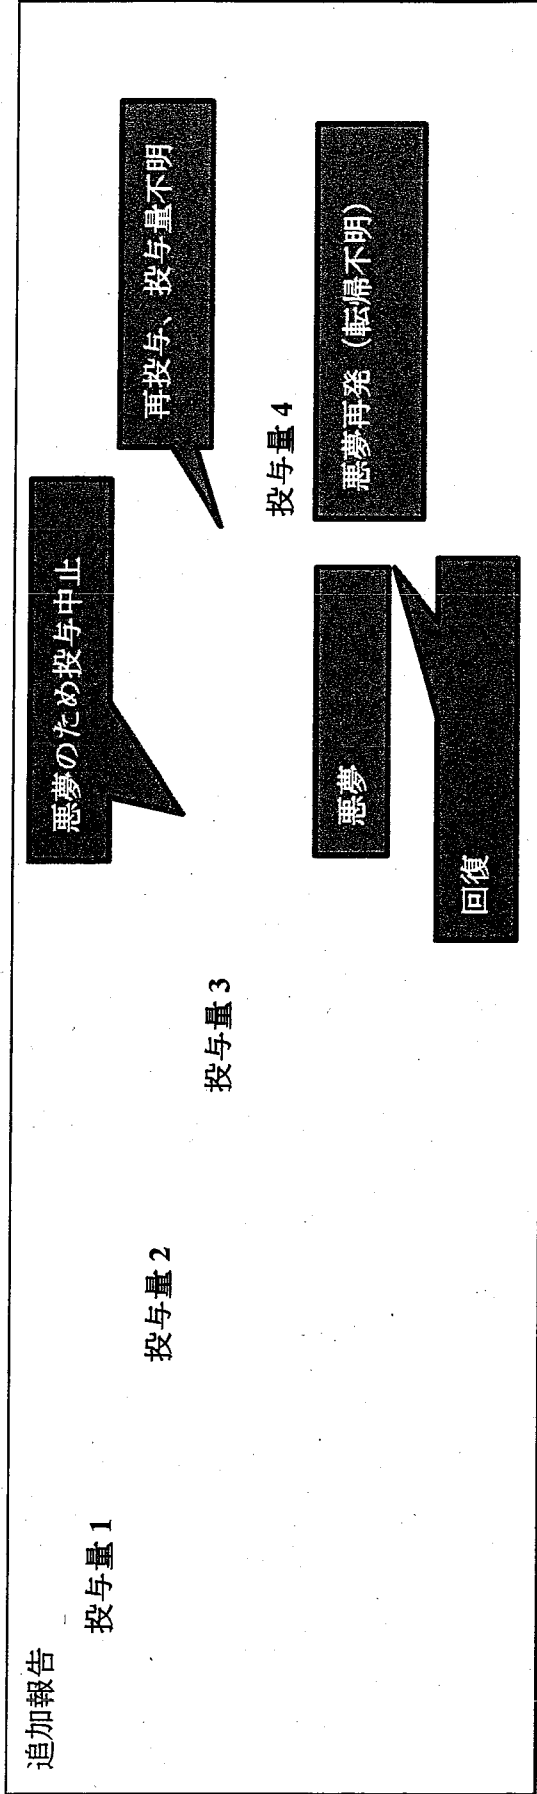 追加報告
悪夢のため投与中止
投与量 1
再投与、投与量不明
投与量 2
投与量 3
投与量 4
悪夢
悪夢再発（転帰不明）
回復